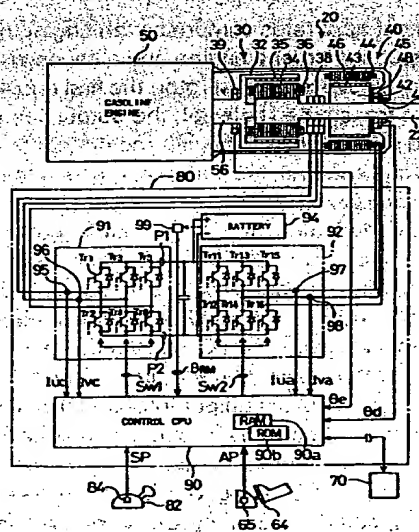 20
50
30
39 32 35 34 36 38 46 43 44 40
45
48
42
GASOLINE
ENGINE
56
80
91
99
P1
BATTERY
94
92
96
95
Tr1 Tr3 Tr5
Tr11 Tr13 Tr15
97
Tr2
Tr12 Tr14 Tr16
98
P2
Iuc Ivc
SW1
BRM
SW2
Iua Iva
θe
θd
CONTROL CPU
RAM
ROM
90b 90a
SP
AP
90
84
82
65 64
70